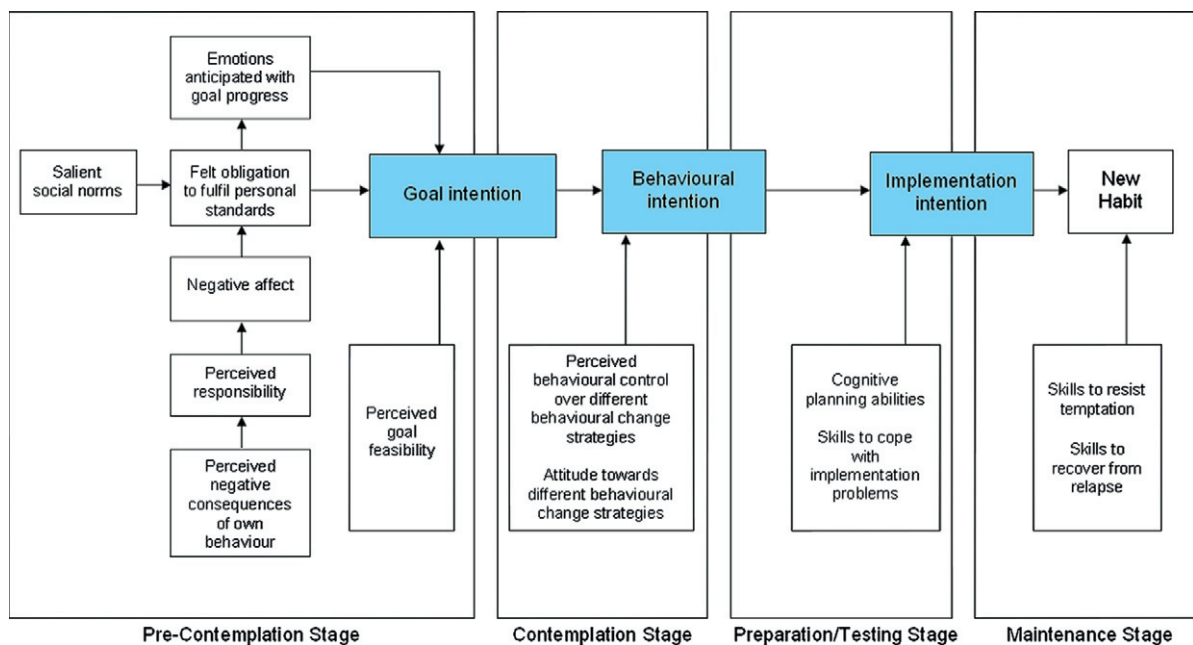 Emotions
anticipated with
goal progress
Salient
social norms
Felt obligation
to fulfil personal
standards
Goal intention
Behavioural
intention
Implementation
intention
New
Habit
Negative affect
Perceived
responsibility
Perceived
negative
consequences
of own
behaviour
Perceived
goal
feasibility
Perceived
behavioural control
over different
behavioural change
strategies
Attitude towards
different behavioural
change strategies
Cognitive
planning abilities
Skills to cope
with
implementation
problems
Skills to resist
temptation
Skills to
recover from
relapse
Pre-Contemplation Stage
Contemplation Stage
Preparation/Testing Stage
Maintenance Stage